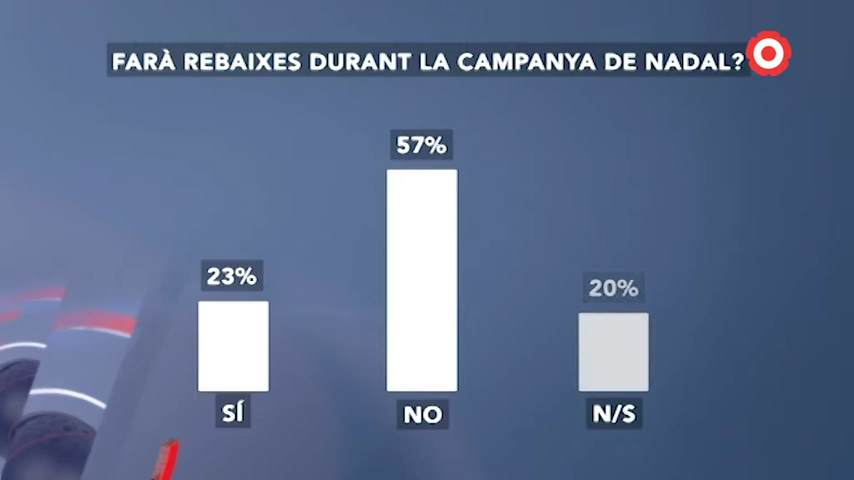 FARÀ REBAIXES DURANT LA CAMPANYA DE NADAL?
57%
23%
20%
SÍ
NO
N/S